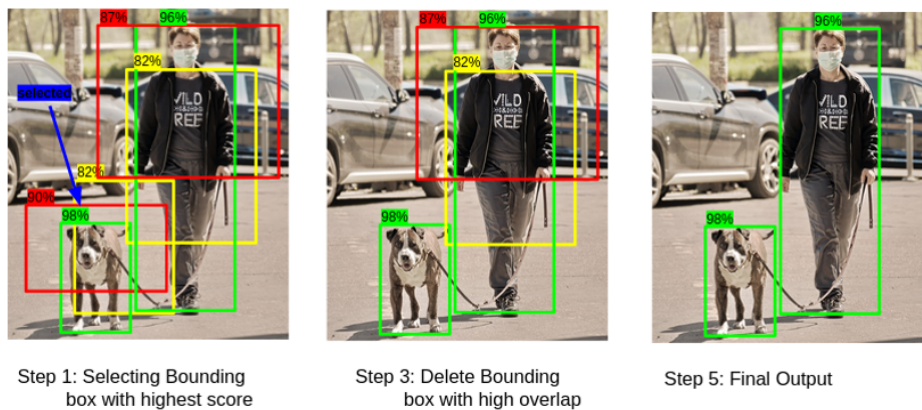 87%
96%
82%
selected
82%
90%
98%
VILD
REE
Step 1: Selecting Bounding
box with highest score
87%
96%
82%
VILD
REE
98%
Step 3: Delete Bounding
box with high overlap
96%
VILD
REE
98%
Step 5: Final Output